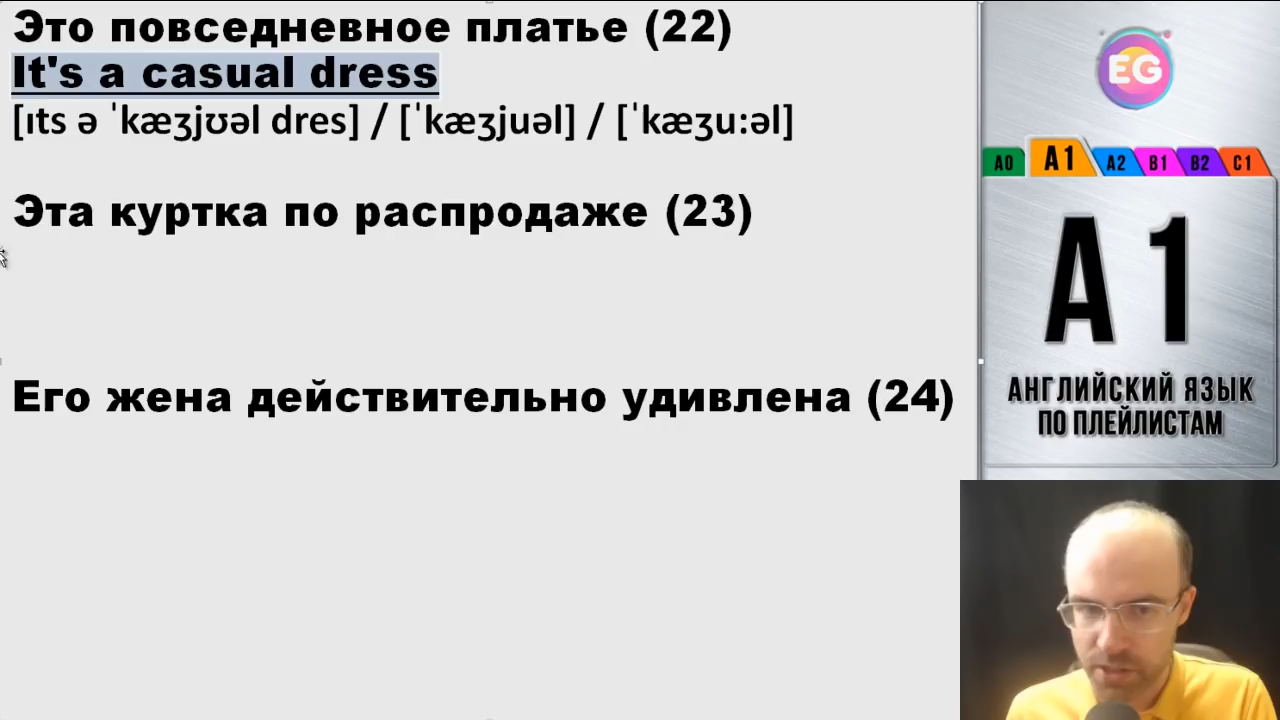 Это повседневное платье (22)
It's a casual dress
[ɪts ə ˈkæʒjʊəl dres] / [ˈkæʒjuəl] / [ˈkæʒu:əl]
Эта куртка по распродаже (23)
Его жена действительно удивлена (24)
EG
A0 A1 A2 B1 B2 C1
A1
АНГЛИЙСКИЙ ЯЗЫК
ПО ПЛЕЙЛИСТАМ